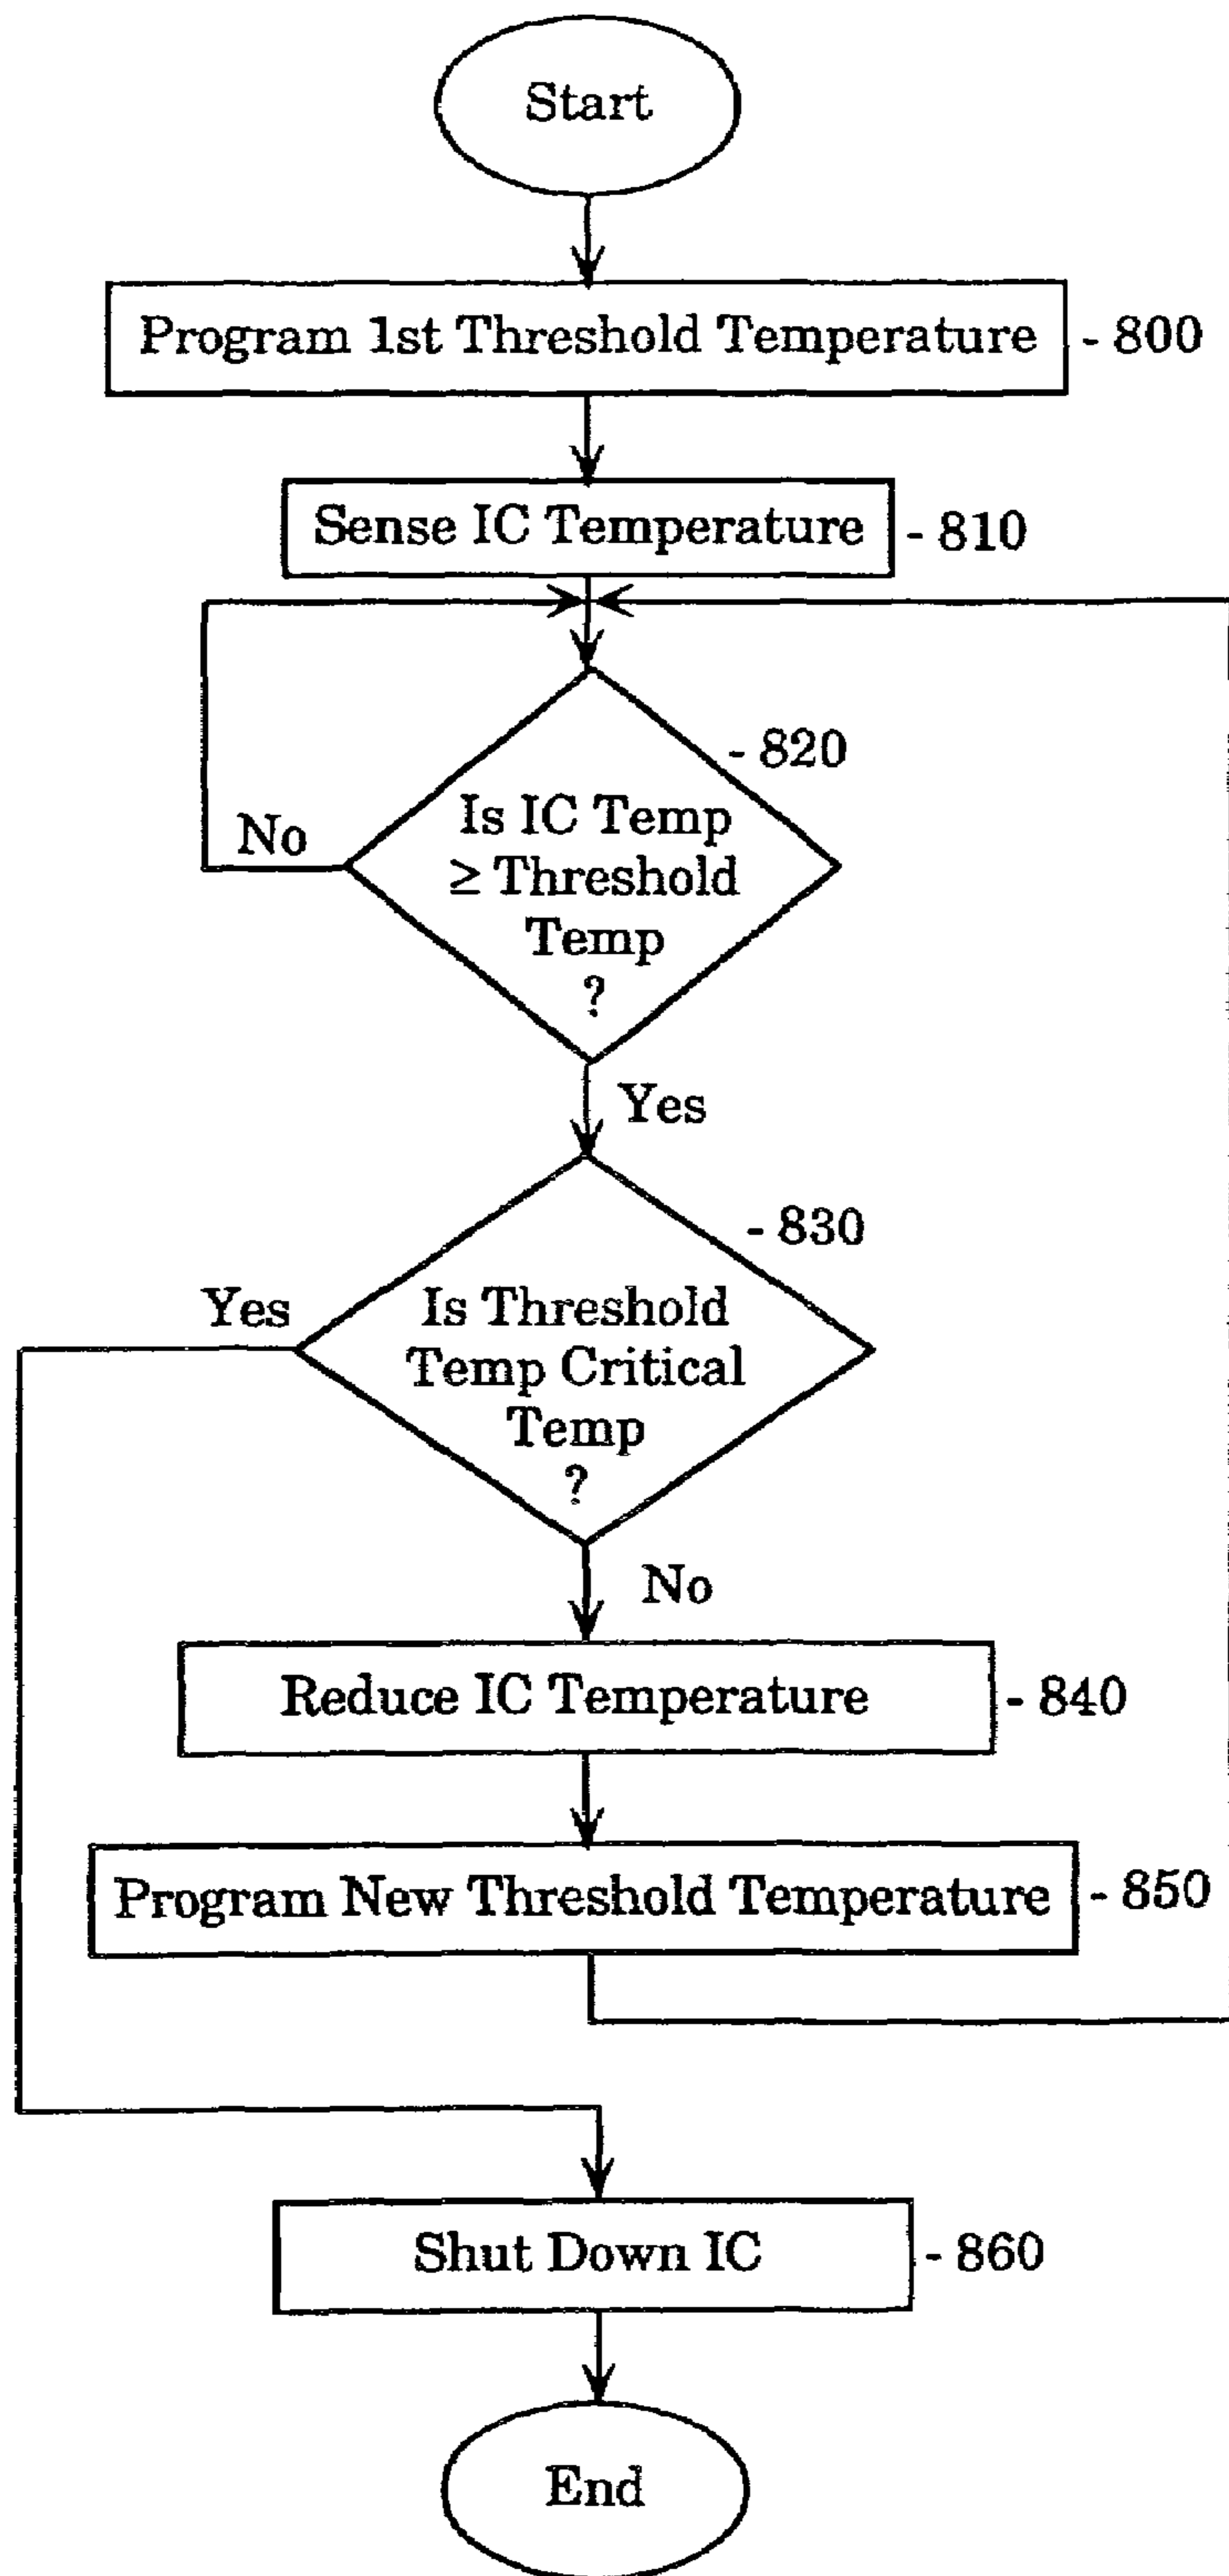 Start
Program 1st Threshold Temperature - 800
Sense IC Temperature - 810
- 820
Is IC Temp
≥ Threshold
Temp
?
No
Yes
- 830
Yes
Is Threshold
Temp Critical
Temp
?
No
Reduce IC Temperature - 840
Program New Threshold Temperature - 850
Shut Down IC - 860
End